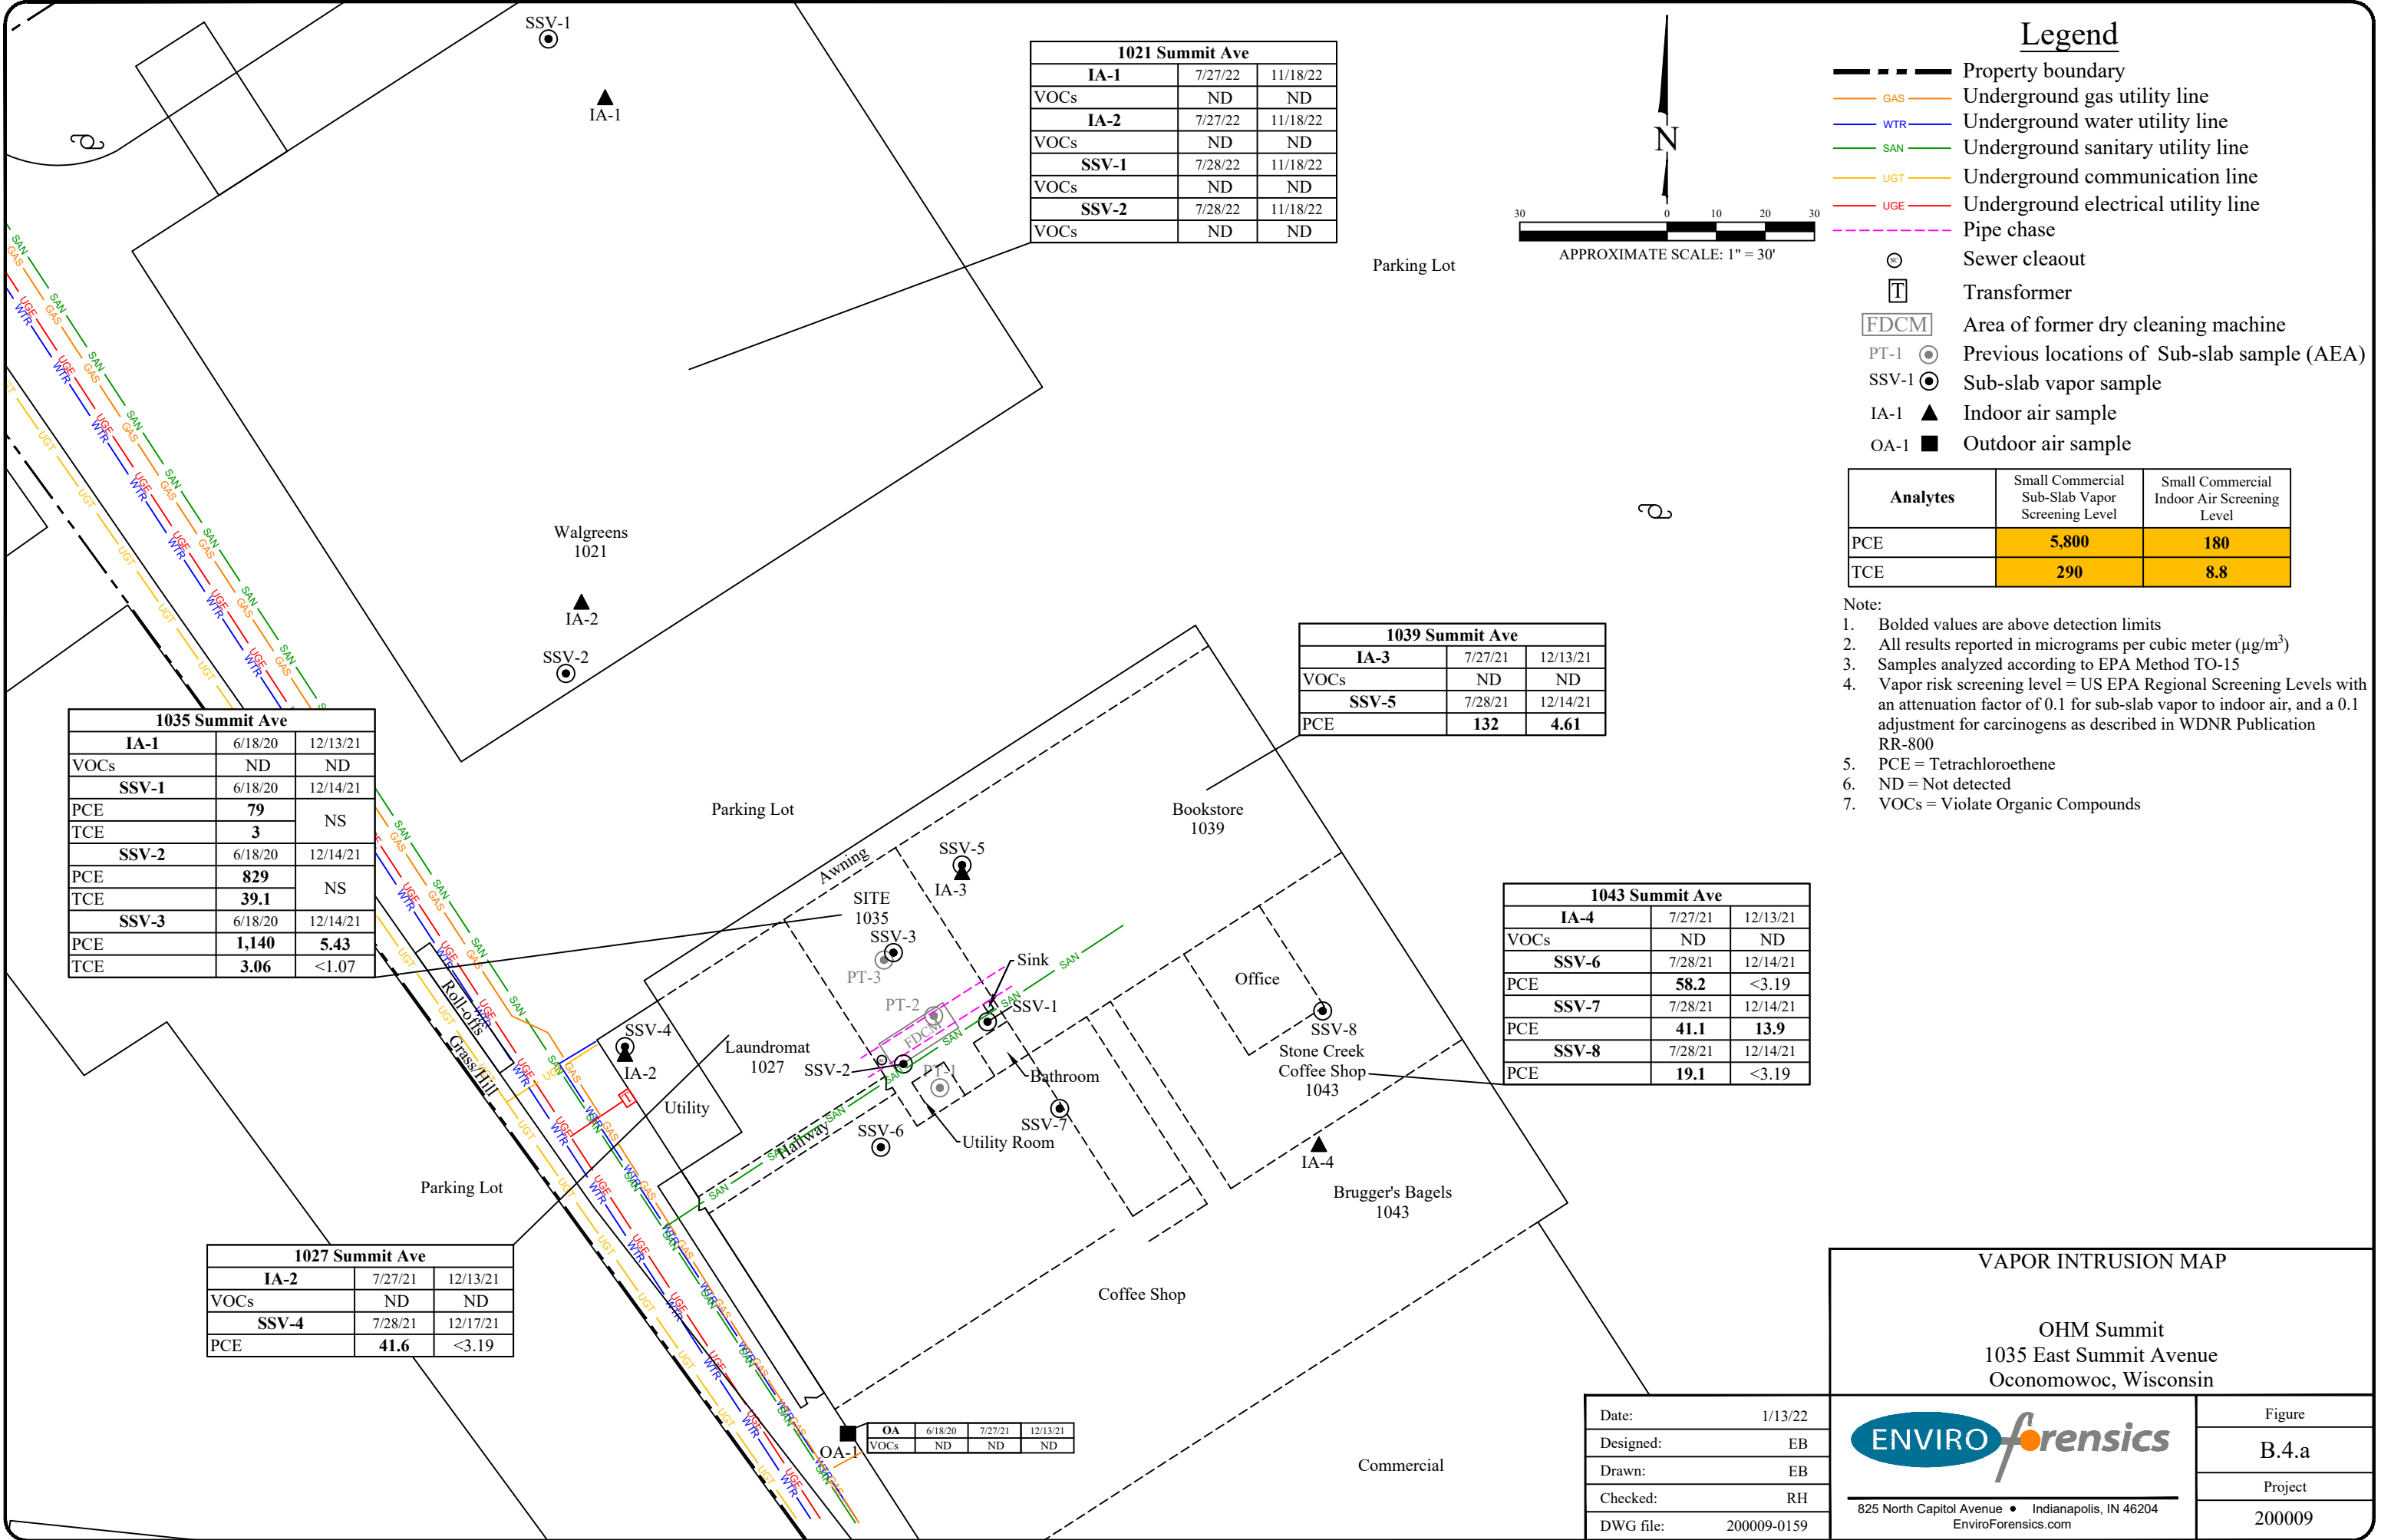 SSV-1
IA-1
1021 Summit Ave
IA-1 7/27/22 11/18/22
VOCs ND ND
IA-2 7/27/22 11/18/22
VOCs ND ND
SSV-1 7/28/22 11/18/22
VOCs ND ND
SSV-2 7/28/22 11/18/22
VOCs ND ND
N
30 0 10 20 30
APPROXIMATE SCALE: 1" = 30'
Legend
Property boundary
GAS Underground gas utility line
WTR Underground water utility line
SAN Underground sanitary utility line
UGT Underground communication line
UGE Underground electrical utility line
Pipe chase
SC Sewer cleaout
T Transformer
FDCM Area of former dry cleaning machine
PT-1 Previous locations of Sub-slab sample (AEA)
SSV-1 Sub-slab vapor sample
IA-1 Indoor air sample
OA-1 Outdoor air sample
Analytes Small Commercial Sub-Slab Vapor Screening Level Small Commercial Indoor Air Screening Level
PCE 5,800 180
TCE 290 8.8
Note:
1. Bolded values are above detection limits
2. All results reported in micrograms per cubic meter (µg/m³)
3. Samples analyzed according to EPA Method TO-15
4. Vapor risk screening level = US EPA Regional Screening Levels with
an attenuation factor of 0.1 for sub-slab vapor to indoor air, and a 0.1
adjustment for carcinogens as described in WDNR Publication
RR-800
5. PCE = Tetrachloroethene
6. ND = Not detected
7. VOCs = Violate Organic Compounds
Parking Lot
Walgreens
1021
IA-2
SSV-2
1035 Summit Ave
IA-1 6/18/20 12/13/21
VOCs ND ND
SSV-1 6/18/20 12/14/21
PCE 79 NS
TCE 3
SSV-2 6/18/20 12/14/21
PCE 829 NS
TCE 39.1
SSV-3 6/18/20 12/14/21
PCE 1,140 5.43
TCE 3.06 <1.07
1039 Summit Ave
IA-3 7/27/21 12/13/21
VOCs ND ND
SSV-5 7/28/21 12/14/21
PCE 132 4.61
Parking Lot
Bookstore
1039
Awning
SSV-5
IA-3
SITE
1035
SSV-3
PT-3
PT-2
FDCM
Sink
SSV-1
SAN
Office
SSV-8
Stone Creek
Coffee Shop
1043
1043 Summit Ave
IA-4 7/27/21 12/13/21
VOCs ND ND
SSV-6 7/28/21 12/14/21
PCE 58.2 <3.19
SSV-7 7/28/21 12/14/21
PCE 41.1 13.9
SSV-8 7/28/21 12/14/21
PCE 19.1 <3.19
Roll-offs
Grass/Hill
SSV-4
IA-2
T
Utility
Laundromat
1027
SSV-2
SC
PT-1
Bathroom
SSV-7
Utility Room
SSV-6
Hallway
IA-4
Brugger's Bagels
1043
Parking Lot
GAS
WTR
SAN
UGT
UGE
1027 Summit Ave
IA-2 7/27/21 12/13/21
VOCs ND ND
SSV-4 7/28/21 12/17/21
PCE 41.6 <3.19
Coffee Shop
OA-1
OA 6/18/20 7/27/21 12/13/21
VOCs ND ND ND
Commercial
VAPOR INTRUSION MAP
OHM Summit
1035 East Summit Avenue
Oconomowoc, Wisconsin
Date: 1/13/22
Designed: EB
Drawn: EB
Checked: RH
DWG file: 200009-0159
ENVIROforensics
825 North Capitol Avenue • Indianapolis, IN 46204
EnviroForensics.com
Figure
B.4.a
Project
200009